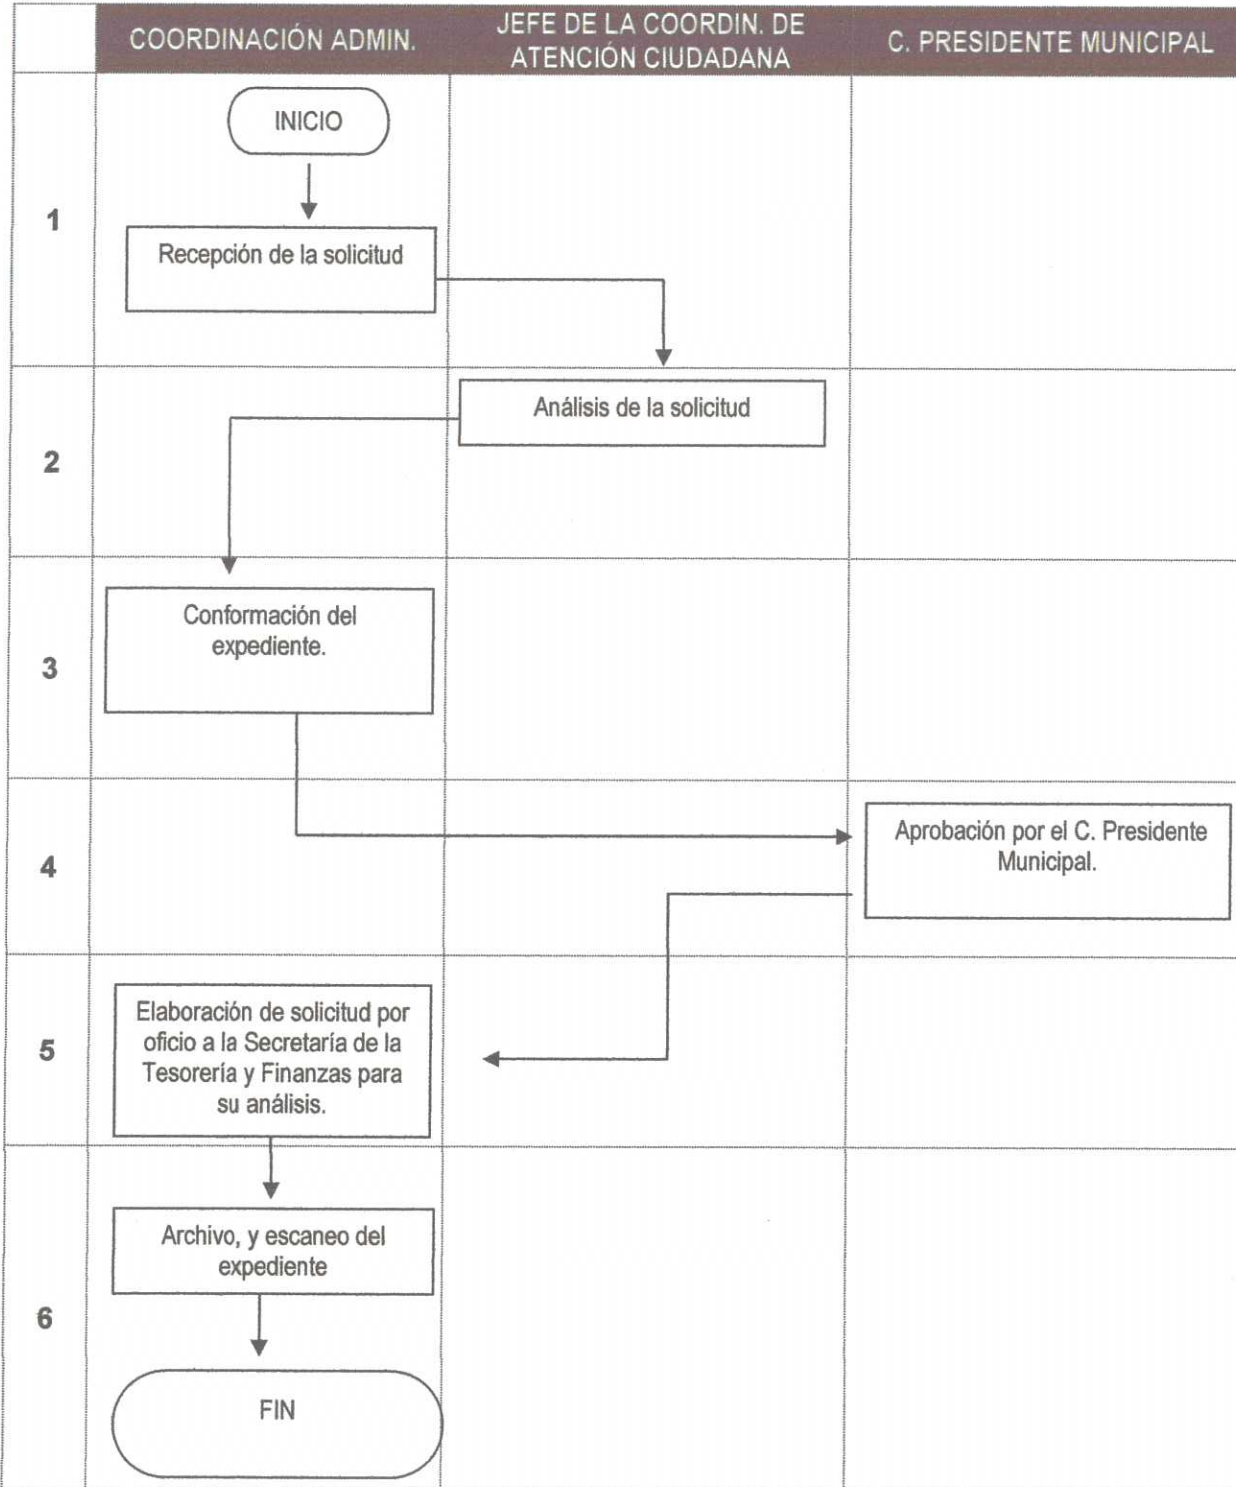 COORDINACIÓN ADMIN.
JEFE DE LA COORDIN. DE
ATENCIÓN CIUDADANA
C. PRESIDENTE MUNICIPAL
1
INICIO
Recepción de la solicitud
2
Análisis de la solicitud
3
Conformación del
expediente.
4
Aprobación por el C. Presidente
Municipal.
5
Elaboración de solicitud por
oficio a la Secretaría de la
Tesorería y Finanzas para
su análisis.
6
Archivo, y escaneo del
expediente
FIN